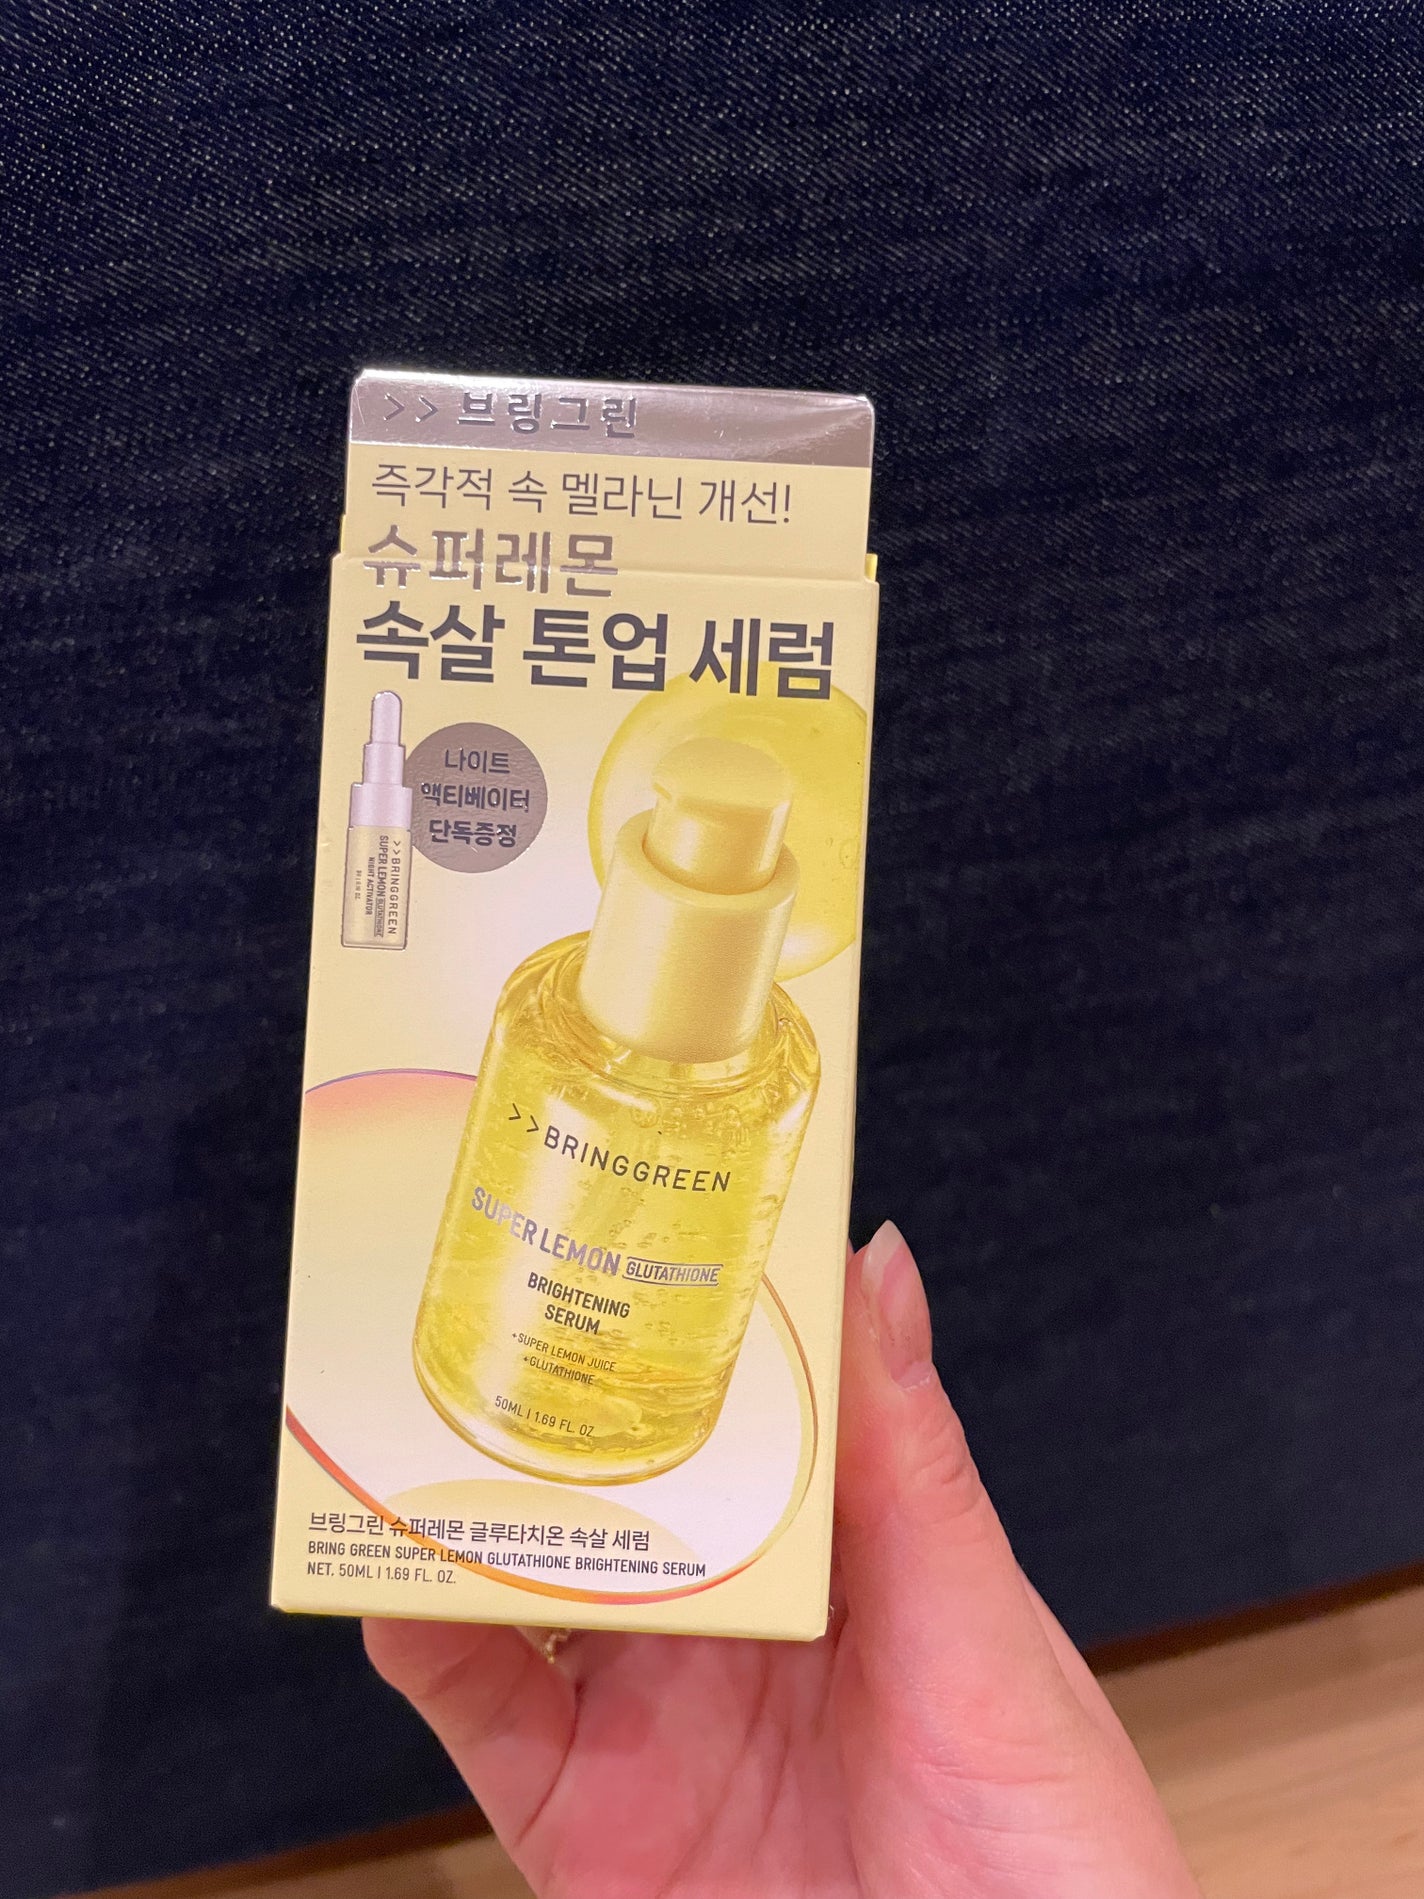 >> 브링그린
즉각적 속 멜라닌 개선!
슈퍼레몬
속살 톤업 세럼
나이트
액티베이터
단독증정
>>BRINGGREEN
SUPER LEMON GLUTATHIONE
NIGHT ACTIVATOR
>>BRINGGREEN
SUPER LEMON GLUTATHIONE
BRIGHTENING
SERUM
+SUPER LEMON JUICE
+GLUTATHIONE
50ML | 1.69 FL. OZ.
브링그린 슈퍼레몬 글루타치온 속살 세럼
BRING GREEN SUPER LEMON GLUTATHIONE BRIGHTENING SERUM
NET. 50ML | 1.69 FL. OZ.